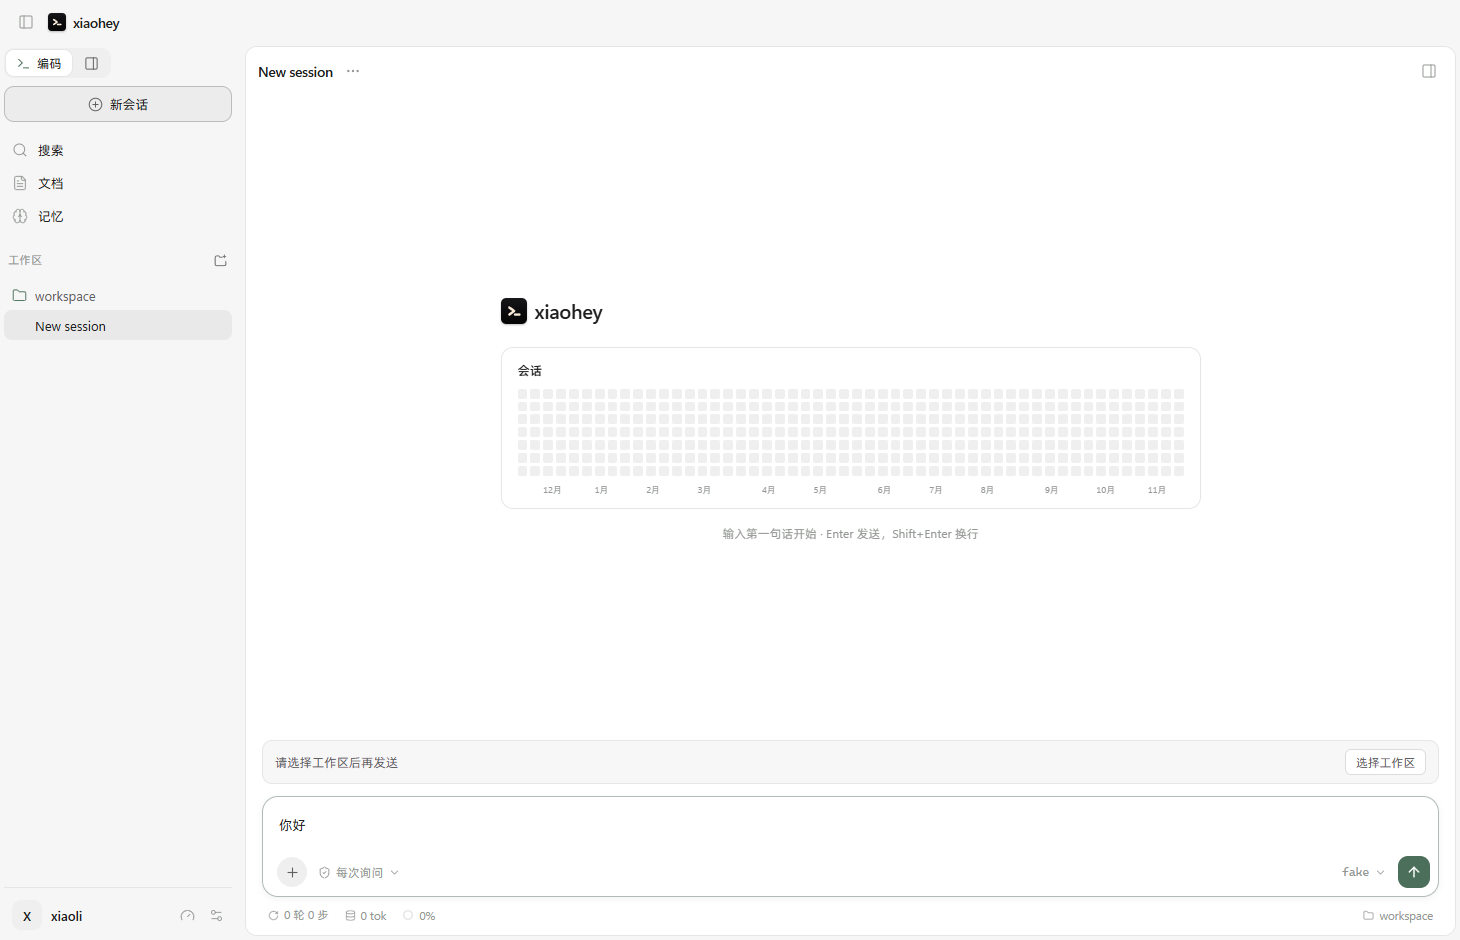 xiaohey
编码
新会话
搜索
文档
记忆
工作区
workspace
New session
X xiaoli
New session ···
xiaohey
会话
12月 1月 2月 3月 4月 5月 6月 7月 8月 9月 10月 11月
输入第一句话开始 · Enter 发送，Shift+Enter 换行
请选择工作区后再发送 选择工作区
你好
每次询问 fake
0 轮 0 步 0 tok 0% workspace